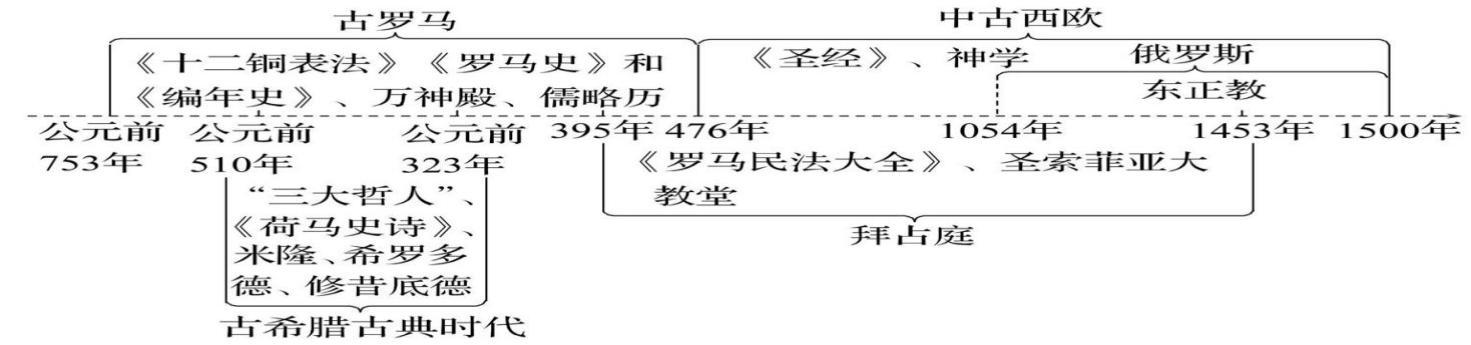 古罗马
中古西欧
《十二铜表法》《罗马史》和
《编年史》、万神殿、儒略历
《圣经》、神学
俄罗斯
东正教
公元前
753年
公元前
510年
公元前
323年
395年
476年
1054年
1453年
1500年
“三大哲人”、
《荷马史诗》、
米隆、希罗多
德、修昔底德
古希腊古典时代
《罗马民法大全》、圣索菲亚大
教堂
拜占庭